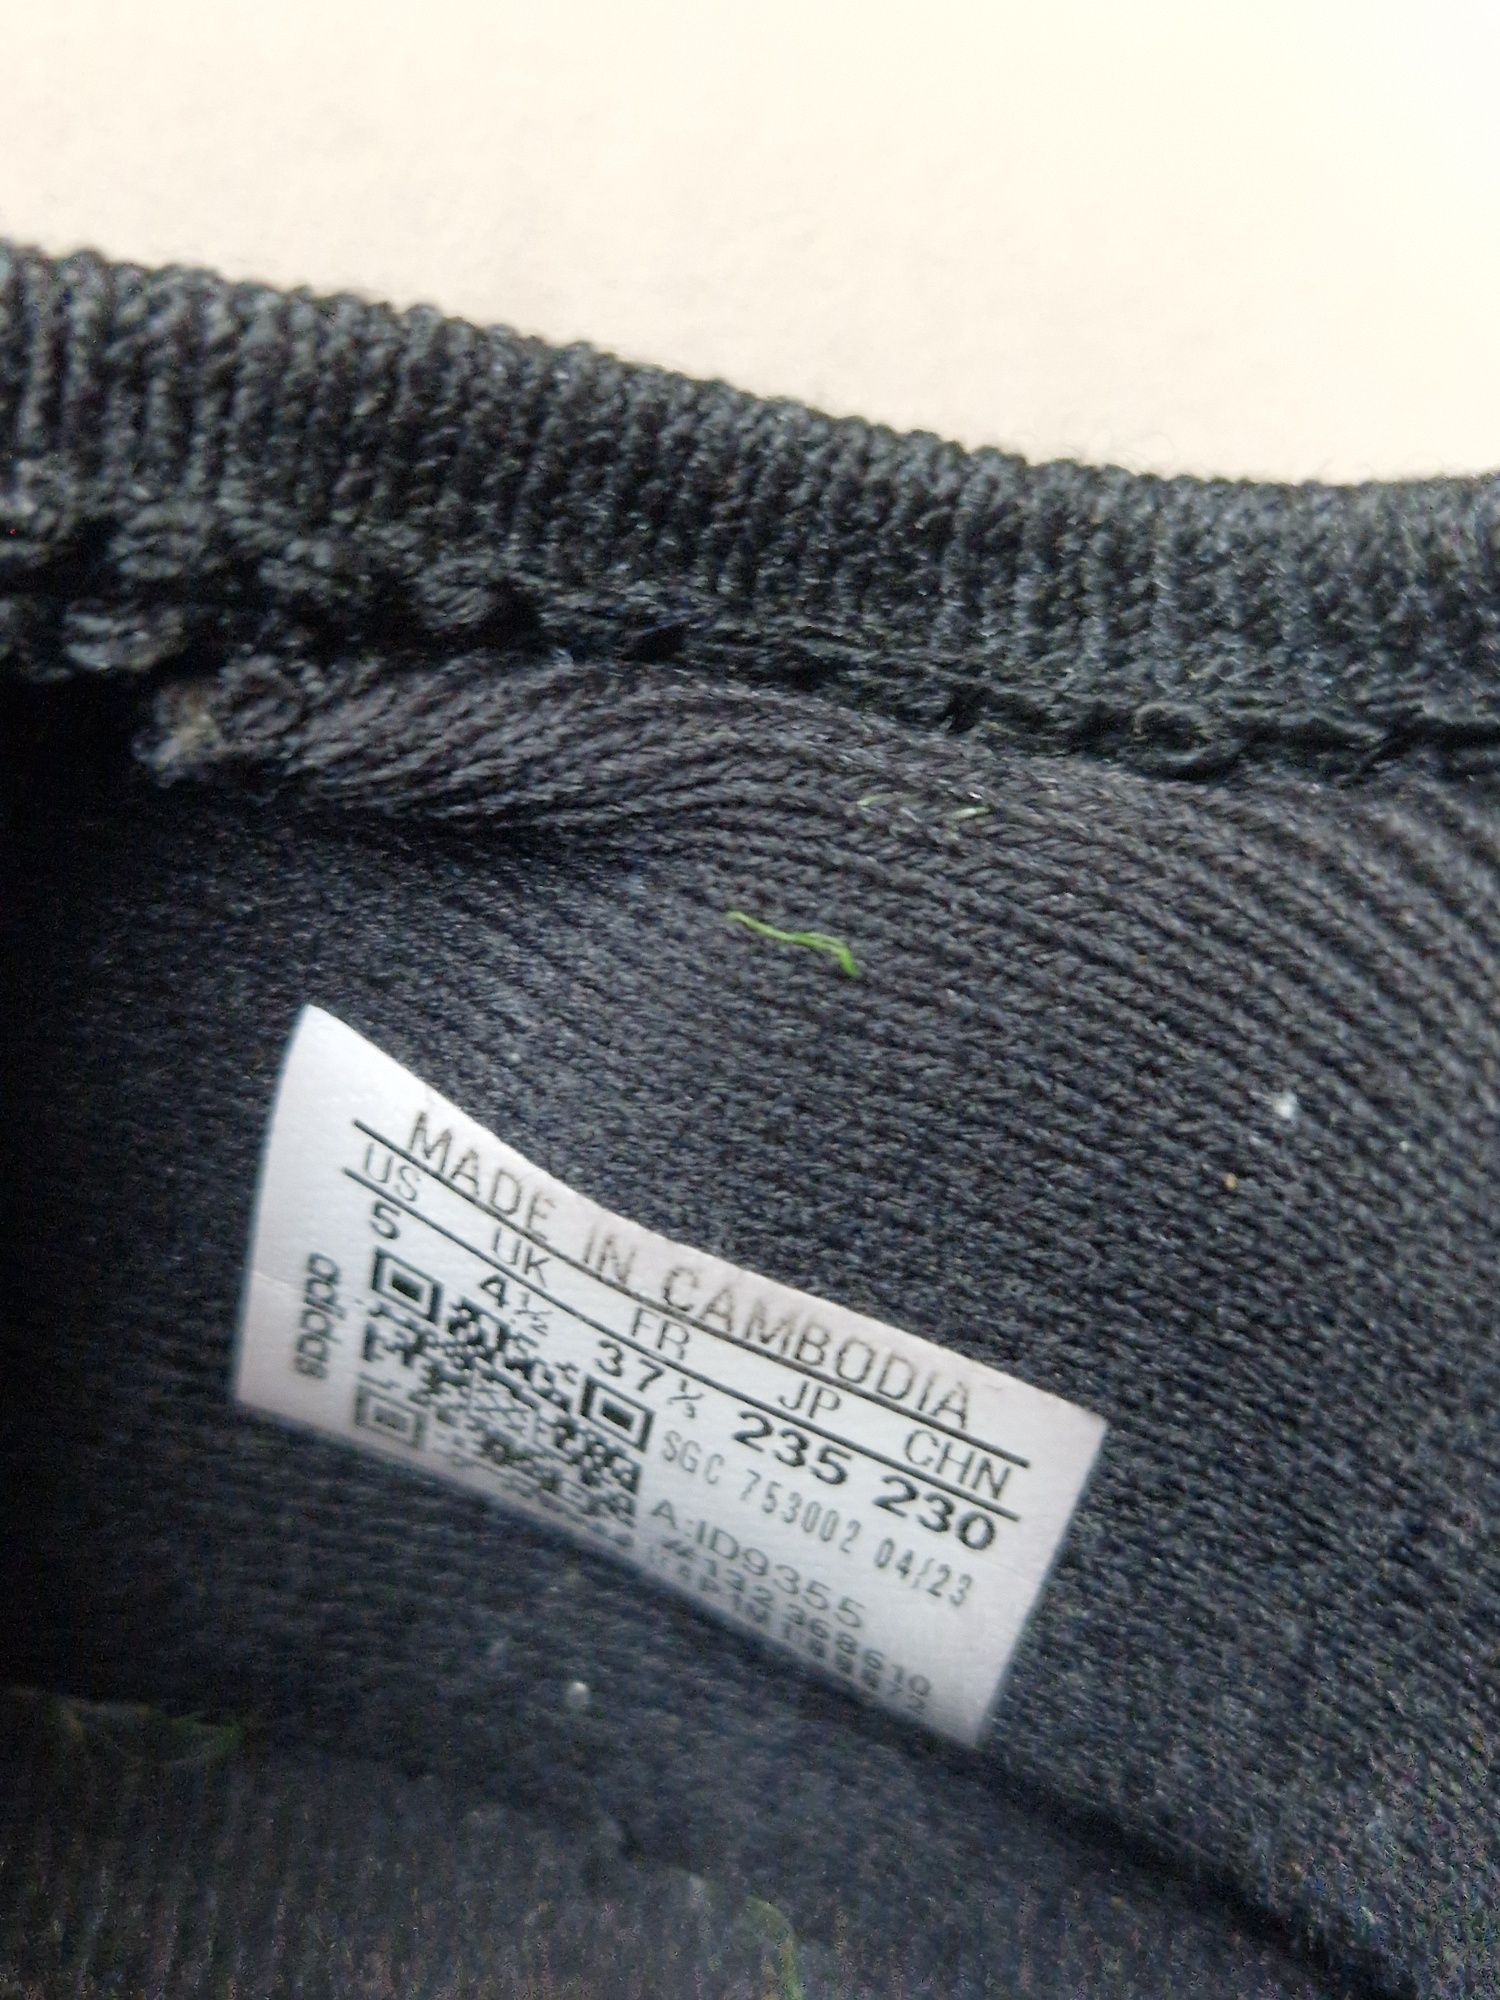 MADE IN CAMBODIA
US UK FR JP CHN
5 4½ 37⅓ 235 230
adidas
SGC 753002 04/23
A:ID9355